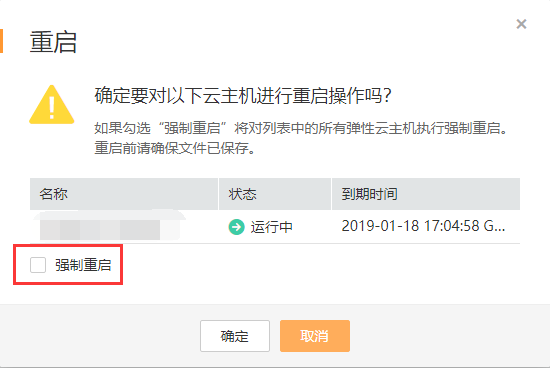 重启
确定要对以下云主机进行重启操作吗？
如果勾选“强制重启”将对列表中的所有弹性云主机执行强制重启。
重启前请确保文件已保存。
名称 状态 到期时间
运行中 2019-01-18 17:04:58 G...
强制重启
确定 取消